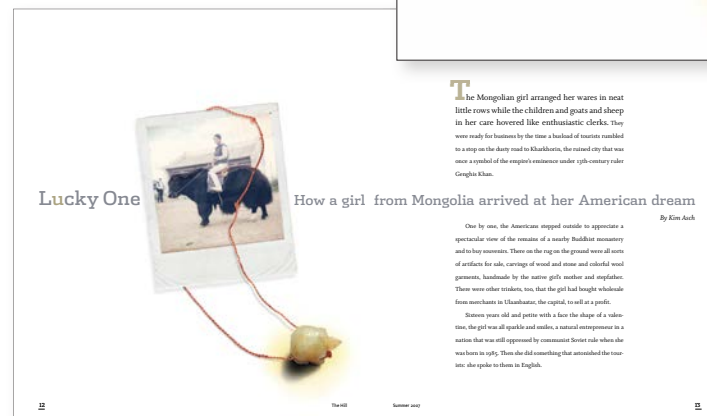 Lucky One
How a girl from Mongolia arrived at her American dream
By Kim Asch
The Mongolian girl arranged her wares in neat
little rows while the children and goats and sheep
in her care hovered like enthusiastic clerks. They
were ready for business by the time a busload of tourists rumbled
to a stop on the dusty road to Kharkhorin, the ruined city that was
once a symbol of the empire's eminence under 13th-century ruler
Genghis Khan.
One by one, the Americans stepped outside to appreciate a
spectacular view of the remains of a nearby Buddhist monastery
and to buy souvenirs. There on the rug on the ground were all sorts
of artifacts for sale, carvings of wood and stone and colorful wool
garments, handmade by the native girl's mother and stepfather.
There were other trinkets, too, that the girl had bought wholesale
from merchants in Ulaanbaatar, the capital, to sell at a profit.
Sixteen years old and petite with a face the shape of a valen-
tine, the girl was all sparkle and smiles, a natural entrepreneur in a
nation that was still oppressed by communist Soviet rule when she
was born in 1985. Then she did something that astonished the tour-
ists: she spoke to them in English.
12
The Hill
Summer 2007
13